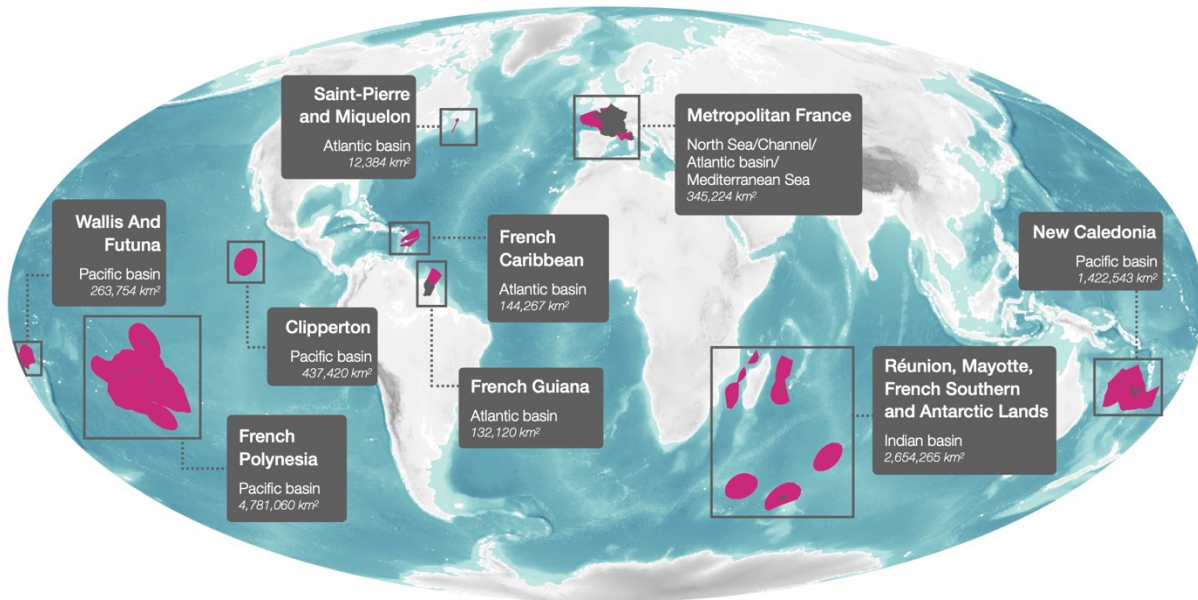 Saint-Pierre
and Miquelon
Atlantic basin
12,384 km²
Metropolitan France
North Sea/Channel/
Atlantic basin/
Mediterranean Sea
345,224 km²
Wallis And
Futuna
Pacific basin
263,754 km²
French
Caribbean
Atlantic basin
144,267 km²
New Caledonia
Pacific basin
1,422,543 km²
Clipperton
Pacific basin
437,420 km²
French Guiana
Atlantic basin
132,120 km²
Réunion, Mayotte,
French Southern
and Antarctic Lands
Indian basin
2,654,265 km²
French
Polynesia
Pacific basin
4,781,060 km²